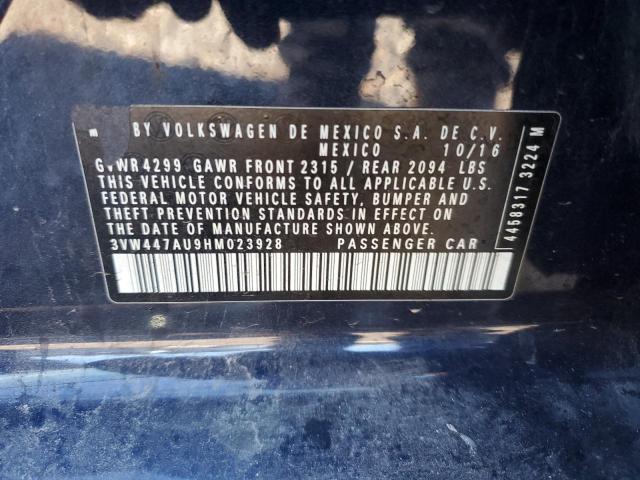 m BY VOLKSWAGEN DE MEXICO S.A. DE C.V.
MEXICO 10/16
GVWR4299 GAWR FRONT 2315 / REAR 2094 LBS
THIS VEHICLE CONFORMS TO ALL APPLICABLE U.S.
FEDERAL MOTOR VEHICLE SAFETY, BUMPER AND
THEFT PREVENTION STANDARDS IN EFFECT ON
THE DATE OF MANUFACTURE SHOWN ABOVE.
3VW447AU9HM023928 PASSENGER CAR
4458317 3224 M